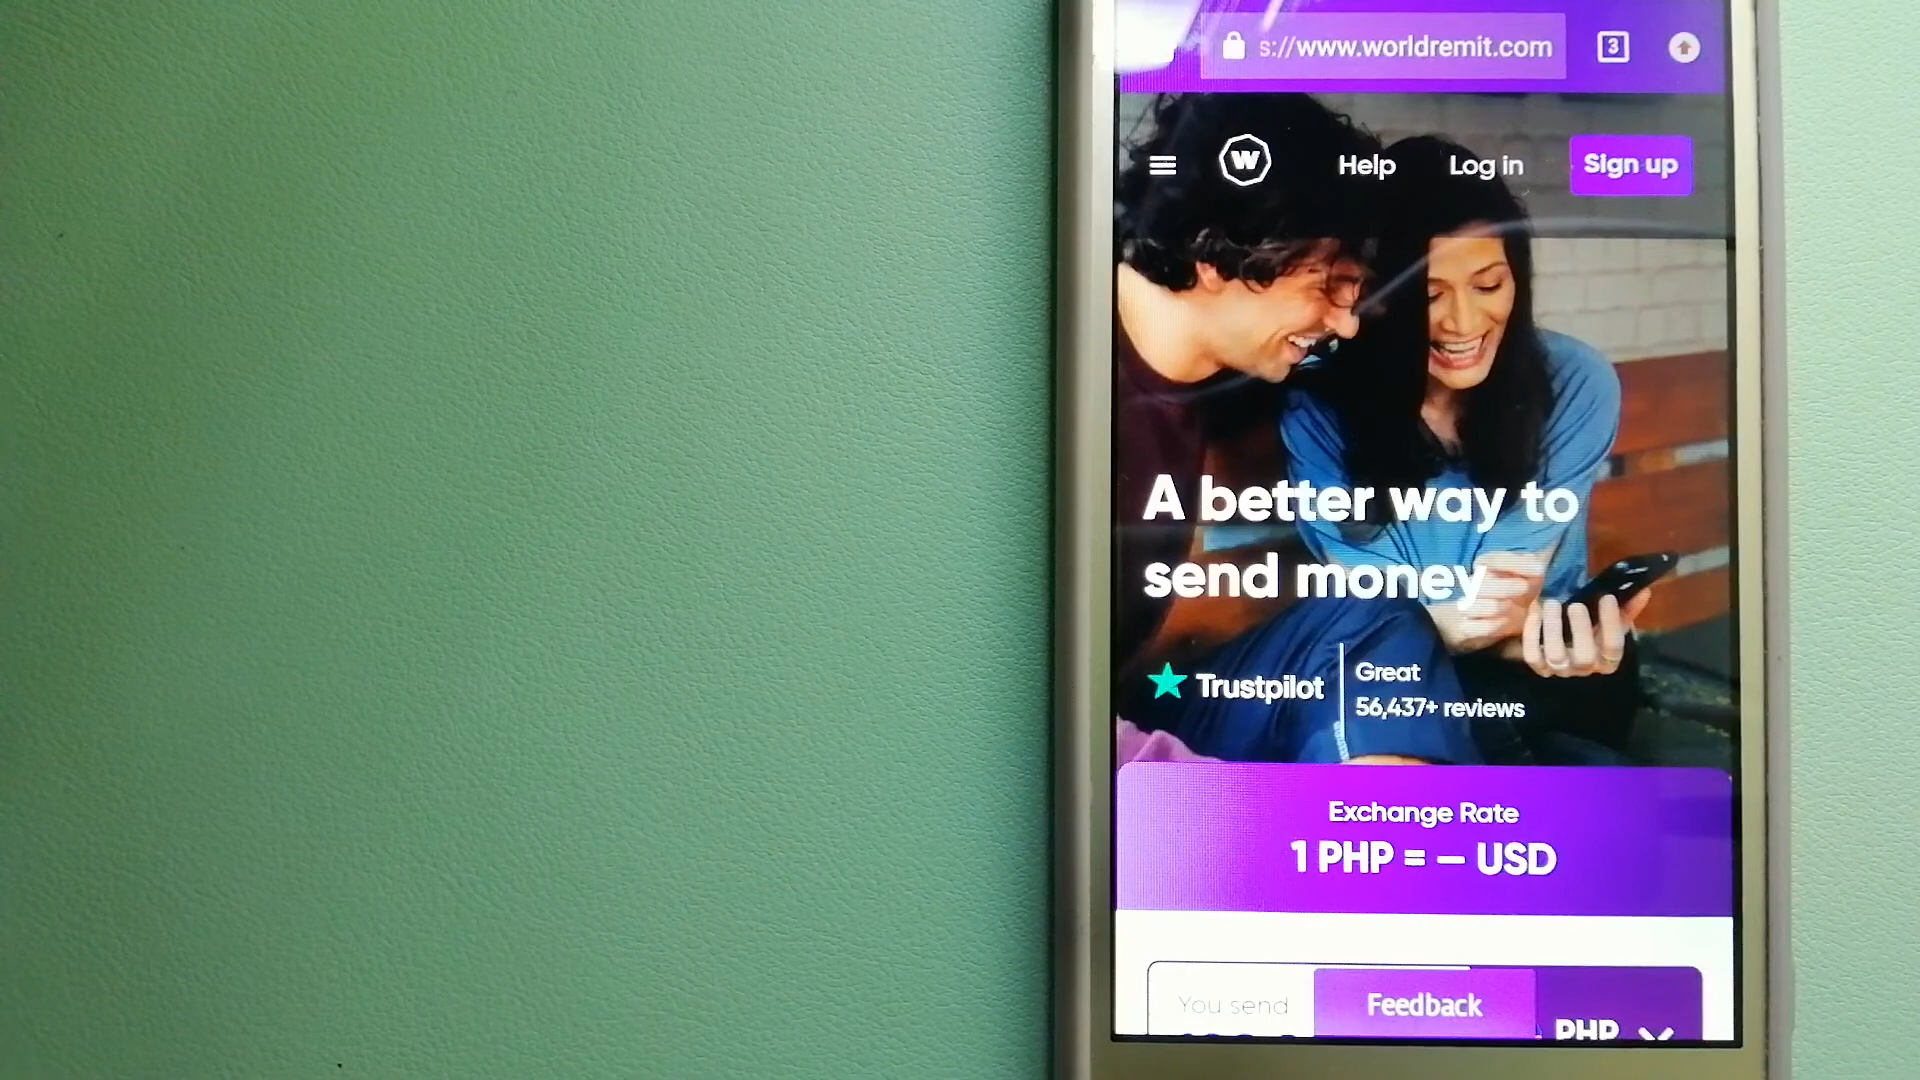 s://www.worldremit.com
3
W
Help
Log in
Sign up
A better way to
send money
Trustpilot
Great
56,437+ reviews
Exchange Rate
1 PHP = – USD
You send
Feedback
PHP